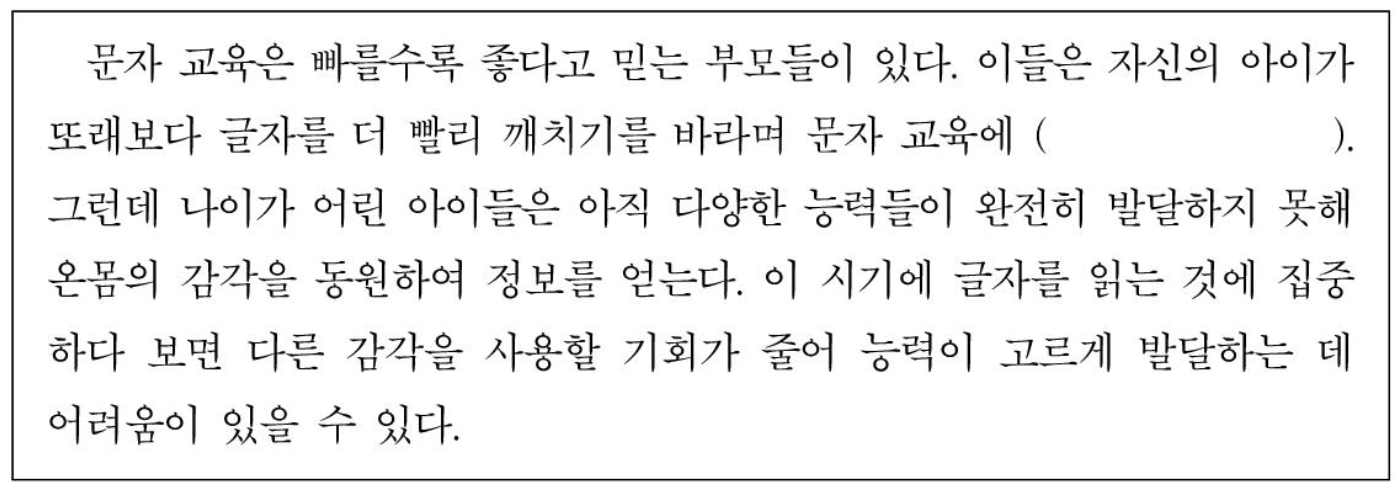 문자 교육은 빠를수록 좋다고 믿는 부모들이 있다. 이들은 자신의 아이가
또래보다 글자를 더 빨리 깨치기를 바라며 문자 교육에 (                    ).
그런데 나이가 어린 아이들은 아직 다양한 능력들이 완전히 발달하지 못해
온몸의 감각을 동원하여 정보를 얻는다. 이 시기에 글자를 읽는 것에 집중
하다 보면 다른 감각을 사용할 기회가 줄어 능력이 고르게 발달하는 데
어려움이 있을 수 있다.